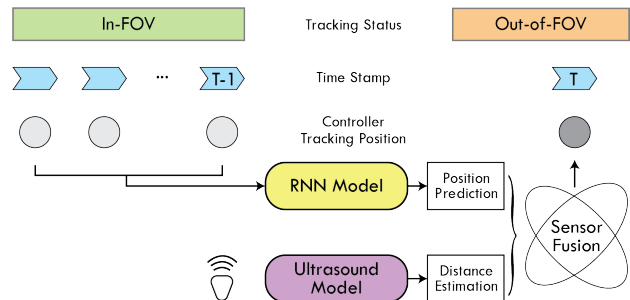 In-FOV
Tracking Status
Out-of-FOV
T-1
Time Stamp
T
...
Controller
Tracking Position
RNN Model
Position
Prediction
Sensor
Fusion
Ultrasound
Model
Distance
Estimation